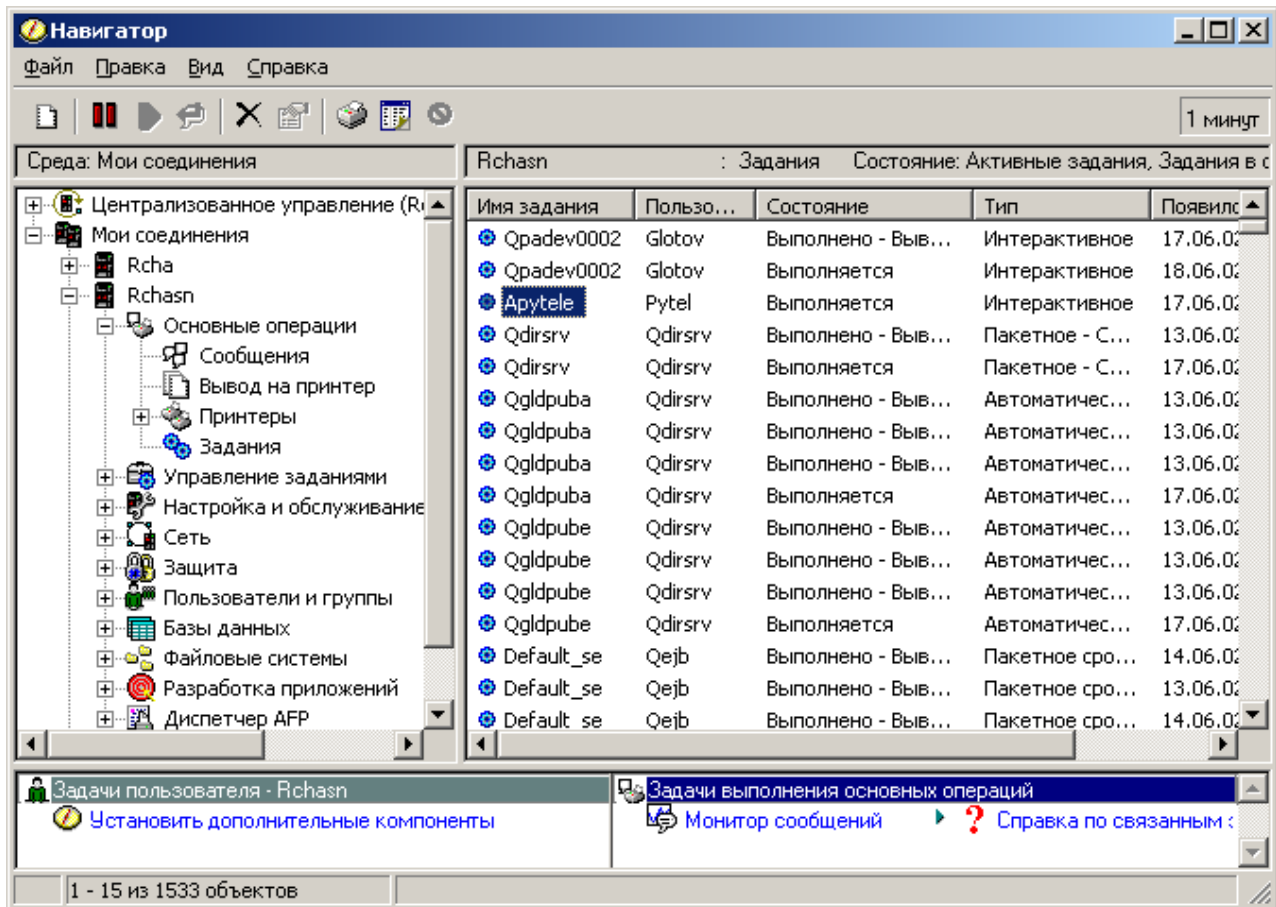 Навигатор
Файл Правка Вид Справка
1 минут
Среда: Мои соединения
Rchasn : Задания Состояние: Активные задания, Задания в с
Централизованное управление (R
Мои соединения
Rcha
Rchasn
Основные операции
Сообщения
Вывод на принтер
Принтеры
Задания
Управление заданиями
Настройка и обслуживание
Сеть
Защита
Пользователи и группы
Базы данных
Файловые системы
Разработка приложений
Диспетчер AFP
Имя задания Пользо... Состояние Тип Появилс
Qpadev0002 Glotov Выполнено - Выв... Интерактивное 17.06.02
Qpadev0002 Glotov Выполняется Интерактивное 18.06.02
Apytele Pytel Выполняется Интерактивное 17.06.02
Qdirsrv Qdirsrv Выполнено - Выв... Пакетное - С... 13.06.02
Qdirsrv Qdirsrv Выполняется Пакетное - С... 17.06.02
Qgldpuba Qdirsrv Выполнено - Выв... Автоматичес... 13.06.02
Qgldpuba Qdirsrv Выполнено - Выв... Автоматичес... 13.06.02
Qgldpuba Qdirsrv Выполнено - Выв... Автоматичес... 13.06.02
Qgldpuba Qdirsrv Выполняется Автоматичес... 17.06.02
Qgldpube Qdirsrv Выполнено - Выв... Автоматичес... 13.06.02
Qgldpube Qdirsrv Выполнено - Выв... Автоматичес... 13.06.02
Qgldpube Qdirsrv Выполнено - Выв... Автоматичес... 13.06.02
Qgldpube Qdirsrv Выполняется Автоматичес... 17.06.02
Default_se Qejb Выполнено - Выв... Пакетное сро... 14.06.02
Default_se Qejb Выполнено - Выв... Пакетное сро... 13.06.02
Default_se Qejb Выполнено - Выв... Пакетное сро... 14.06.02
Задачи пользователя - Rchasn
Установить дополнительные компоненты
Задачи выполнения основных операций
Монитор сообщений ? Справка по связанным з
1 - 15 из 1533 объектов